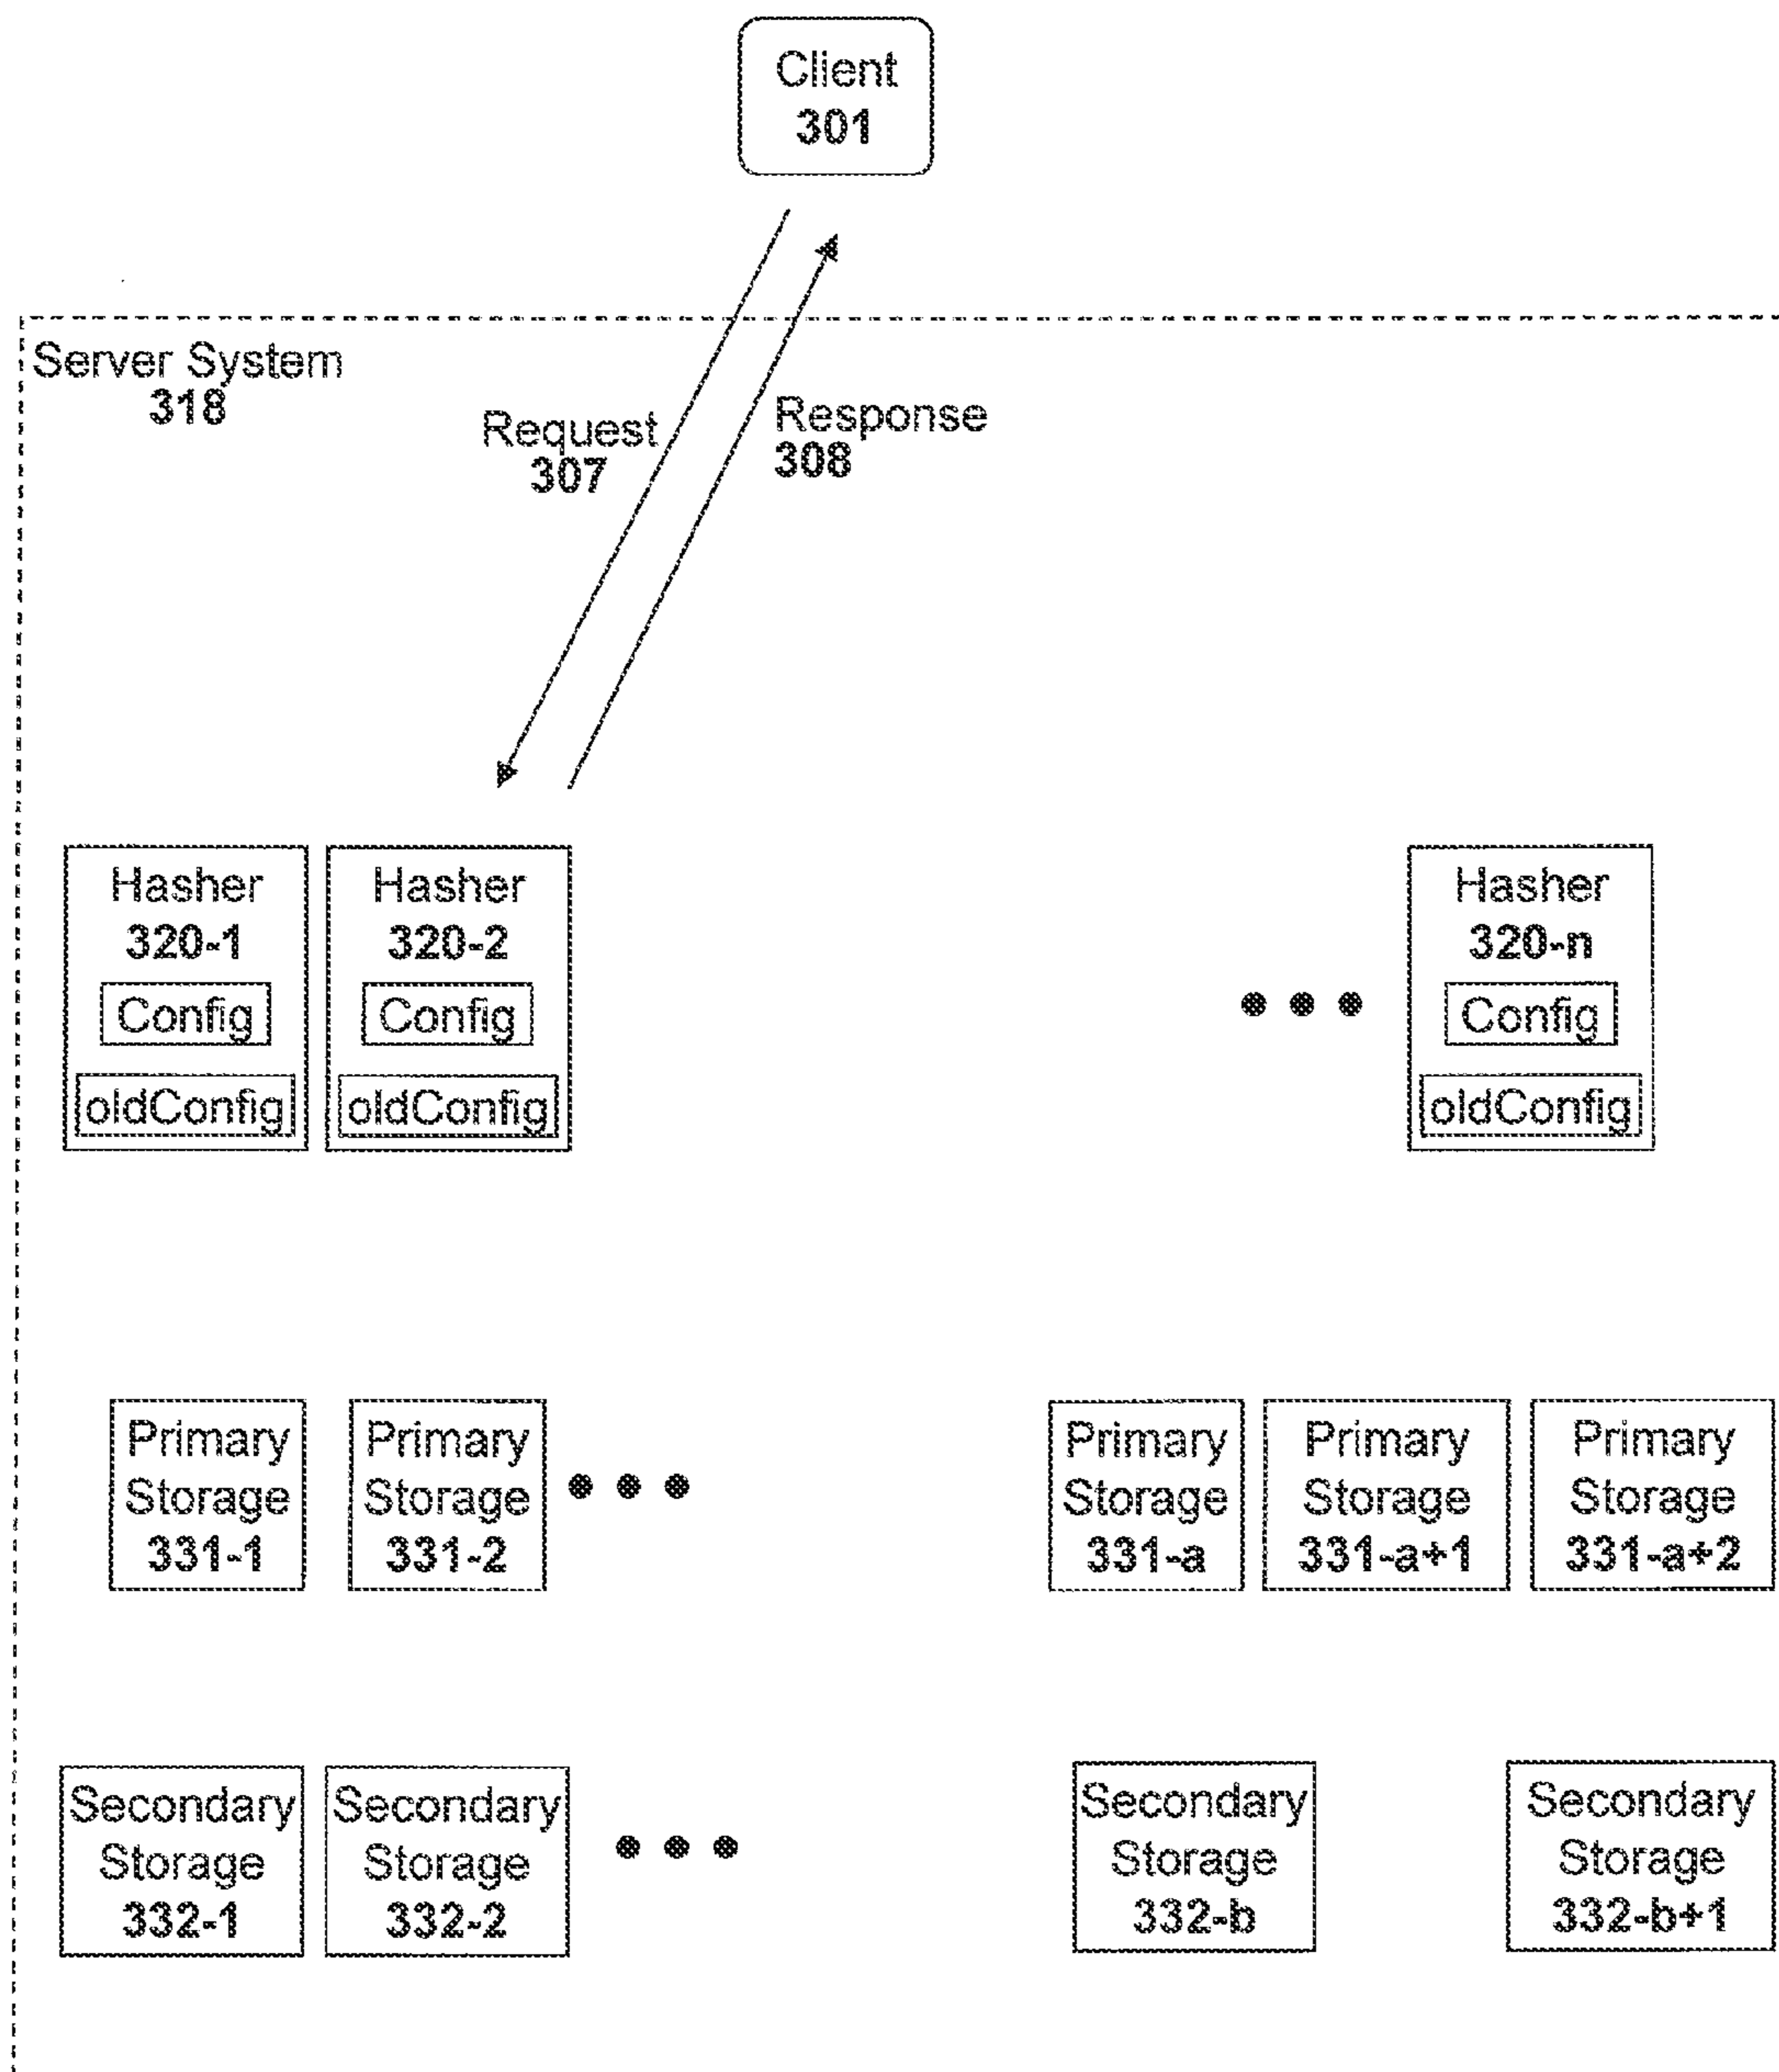 Client
301
Server System
318
Request
307
Response
308
Hasher
320-1
Config
oldConfig
Hasher
320-2
Config
oldConfig
Hasher
320-n
Config
oldConfig
Primary
Storage
331-1
Primary
Storage
331-2
Primary
Storage
331-a
Primary
Storage
331-a+1
Primary
Storage
331-a+2
Secondary
Storage
332-1
Secondary
Storage
332-2
Secondary
Storage
332-b
Secondary
Storage
332-b+1